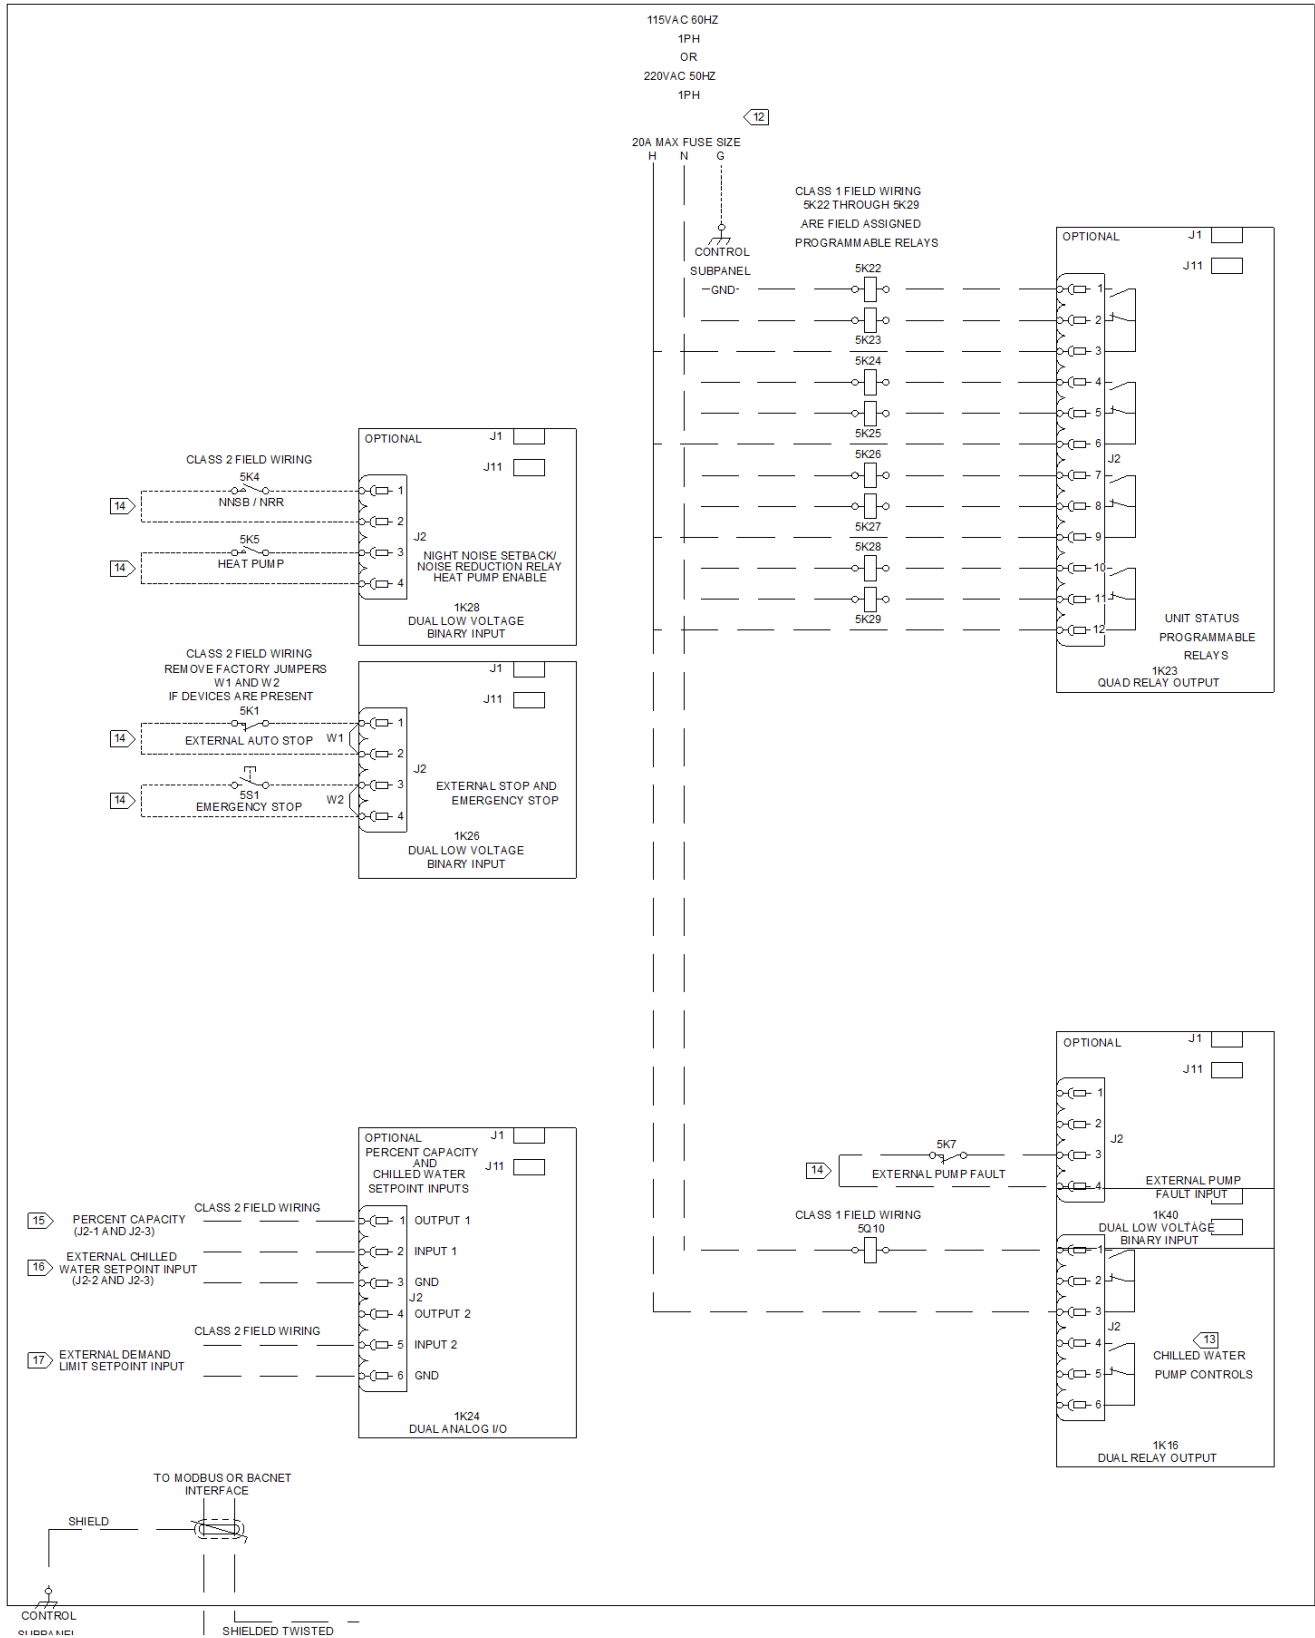 115VAC 60HZ
1PH
OR
220VAC 50HZ
1PH
12
20A MAX FUSE SIZE
H N G
CONTROL
SUBPANEL
GND
CLASS 1 FIELD WIRING
5K22 THROUGH 5K29
ARE FIELD ASSIGNED
PROGRAMMABLE RELAYS
5K22
5K23
5K24
5K25
5K26
5K27
5K28
5K29
OPTIONAL
J1
J11
1
2
3
4
5
6
J2
7
8
9
10
11
12
UNIT STATUS
PROGRAMMABLE
RELAYS
1K23
QUAD RELAY OUTPUT
CLASS 2 FIELD WIRING
5K4
NNSB / NRR
14
5K5
HEAT PUMP
14
OPTIONAL
J1
J11
1
2
J2
3
4
NIGHT NOISE SETBACK/
NOISE REDUCTION RELAY
HEAT PUMP ENABLE
1K28
DUAL LOW VOLTAGE
BINARY INPUT
CLASS 2 FIELD WIRING
REMOVE FACTORY JUMPERS
W1 AND W2
IF DEVICES ARE PRESENT
5K1
EXTERNAL AUTO STOP
W1
14
5S1
EMERGENCY STOP
W2
14
J1
J11
1
2
J2
3
4
EXTERNAL STOP AND
EMERGENCY STOP
1K26
DUAL LOW VOLTAGE
BINARY INPUT
OPTIONAL
J1
J11
1
2
J2
3
4
5K7
EXTERNAL PUMP FAULT
14
EXTERNAL PUMP
FAULT INPUT
1K40
DUAL LOW VOLTAGE
BINARY INPUT
CLASS 1 FIELD WIRING
5Q10
1
2
3
J2
4
5
6
13
CHILLED WATER
PUMP CONTROLS
1K16
DUAL RELAY OUTPUT
OPTIONAL
J1
PERCENT CAPACITY
AND
CHILLED WATER
SETPOINT INPUTS
J11
CLASS 2 FIELD WIRING
15
PERCENT CAPACITY
(J2-1 AND J2-3)
16
EXTERNAL CHILLED
WATER SETPOINT INPUT
(J2-2 AND J2-3)
CLASS 2 FIELD WIRING
17
EXTERNAL DEMAND
LIMIT SETPOINT INPUT
1 OUTPUT 1
2 INPUT 1
3 GND
J2
4 OUTPUT 2
5 INPUT 2
6 GND
1K24
DUAL ANALOG I/O
TO MODBUS OR BACNET
INTERFACE
SHIELD
CONTROL
SUBPANEL
SHIELDED TWISTED